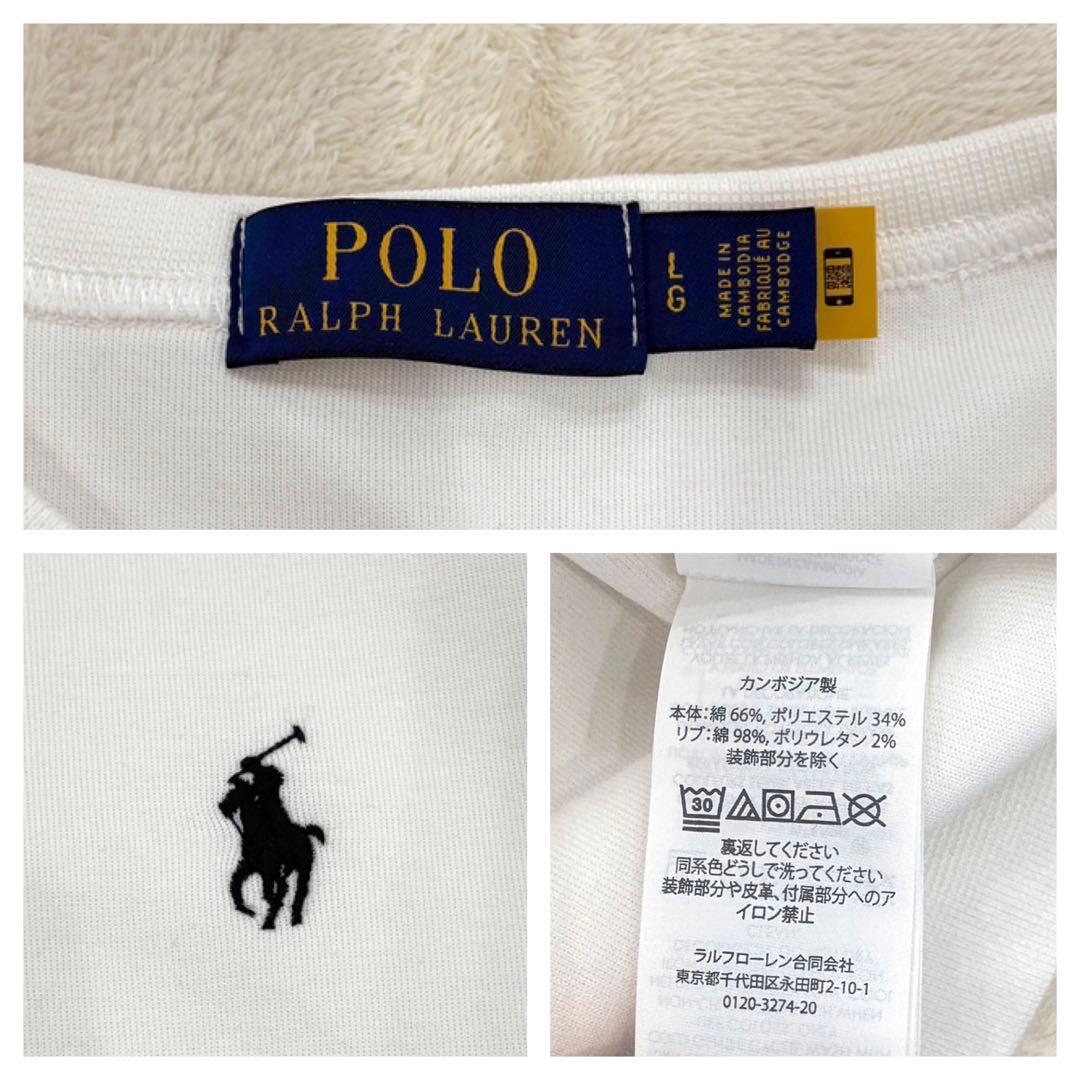 POLO
RALPH LAUREN
L
G
MADE IN
CAMBODIA
FABRIQUÉ AU
CAMBODGE
カンボジア製
本体：綿 66%, ポリエステル 34%
リブ：綿 98%, ポリウレタン 2%
装飾部分を除く
30
裏返してください
同系色どうしで洗ってください
装飾部分や皮革、付属部分へのア
イロン禁止
ラルフローレン合同会社
東京都千代田区永田町2-10-1
0120-3274-20